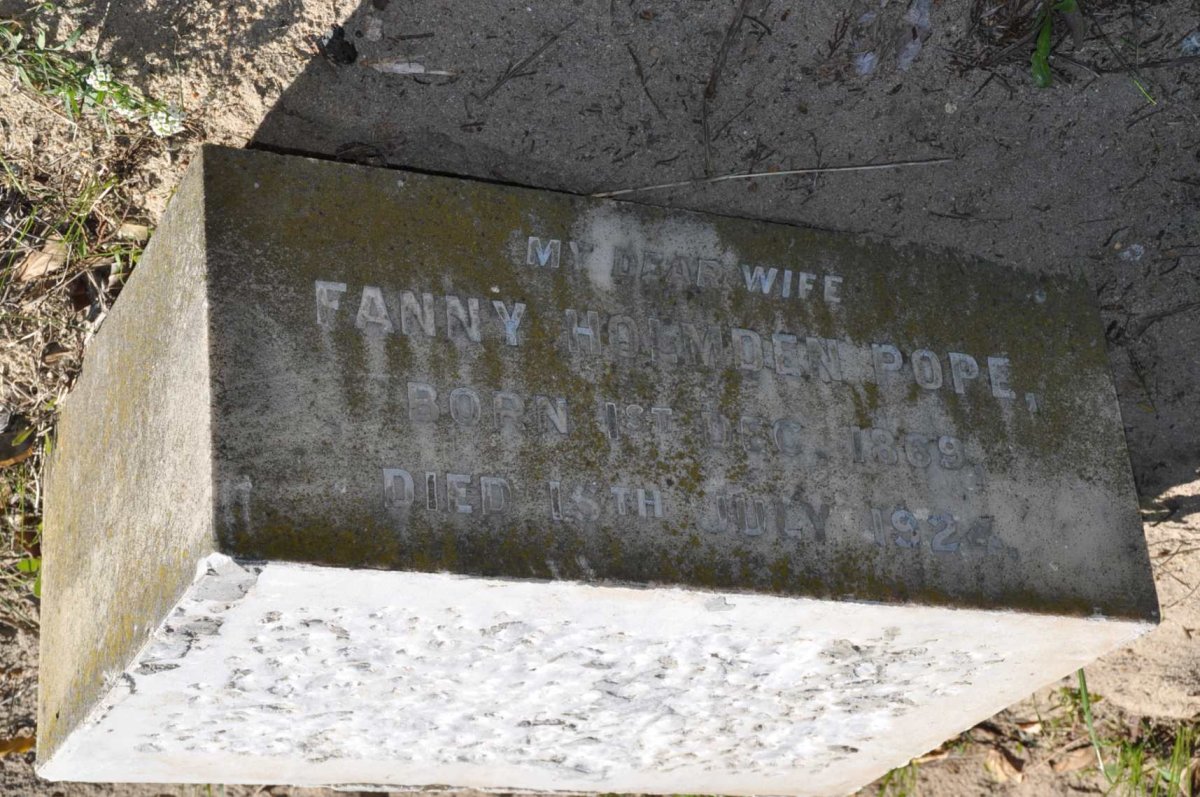 MY DEAR WIFE
FANNY HOLMDEN POPE,
BORN 1ST DEC. 1869,
DIED 15TH JULY 1924.